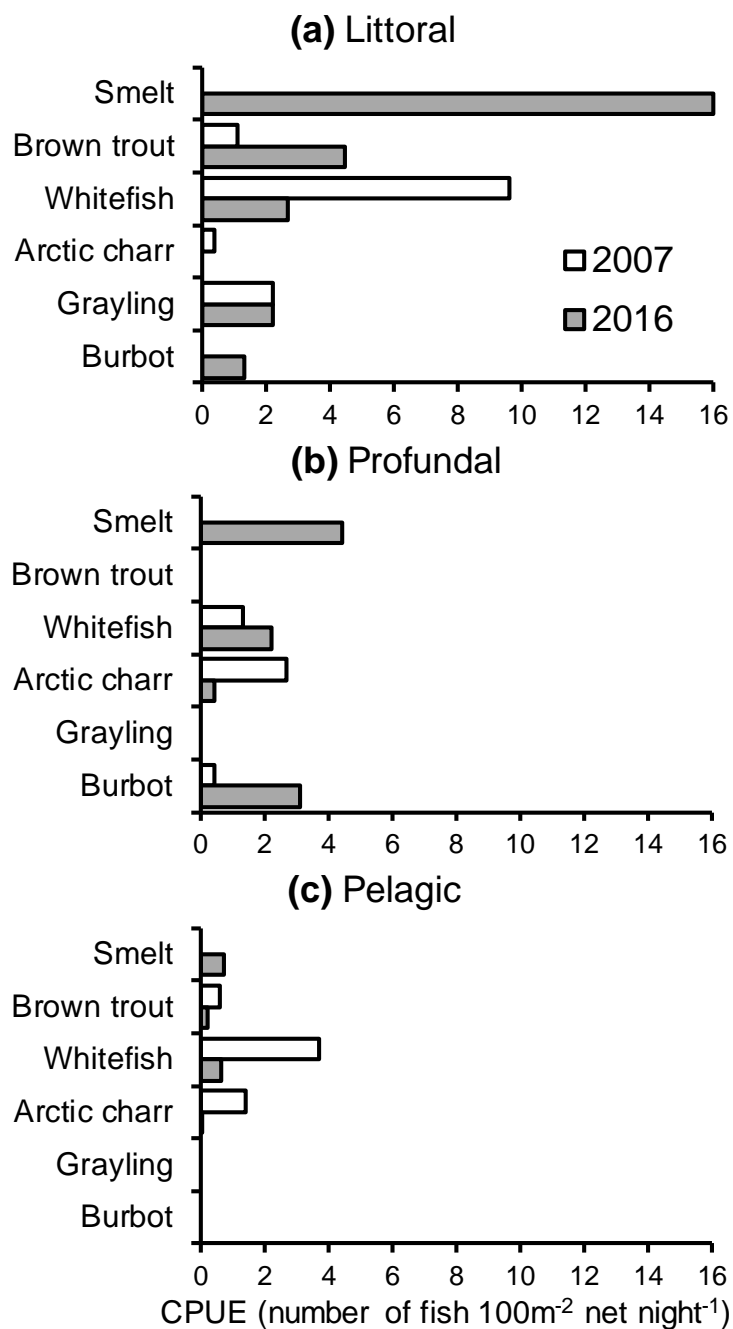 (a) Littoral
Smelt
Brown trout
Whitefish
Arctic charr
Grayling
Burbot
2007
2016
0 2 4 6 8 10 12 14 16
(b) Profundal
Smelt
Brown trout
Whitefish
Arctic charr
Grayling
Burbot
0 2 4 6 8 10 12 14 16
(c) Pelagic
Smelt
Brown trout
Whitefish
Arctic charr
Grayling
Burbot
0 2 4 6 8 10 12 14 16
CPUE (number of fish 100m⁻² net night⁻¹)